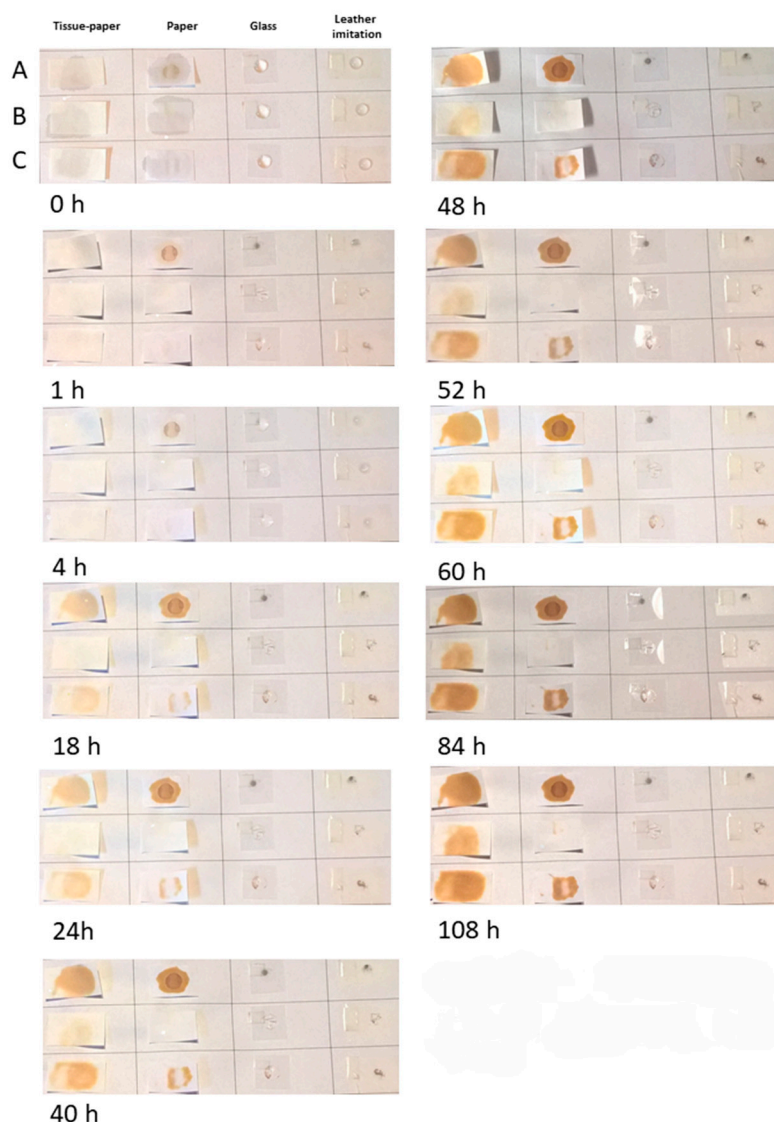 Tissue-paper Paper Glass Leather imitation
A
B
C
0 h
48 h
1 h
52 h
4 h
60 h
18 h
84 h
24h
108 h
40 h